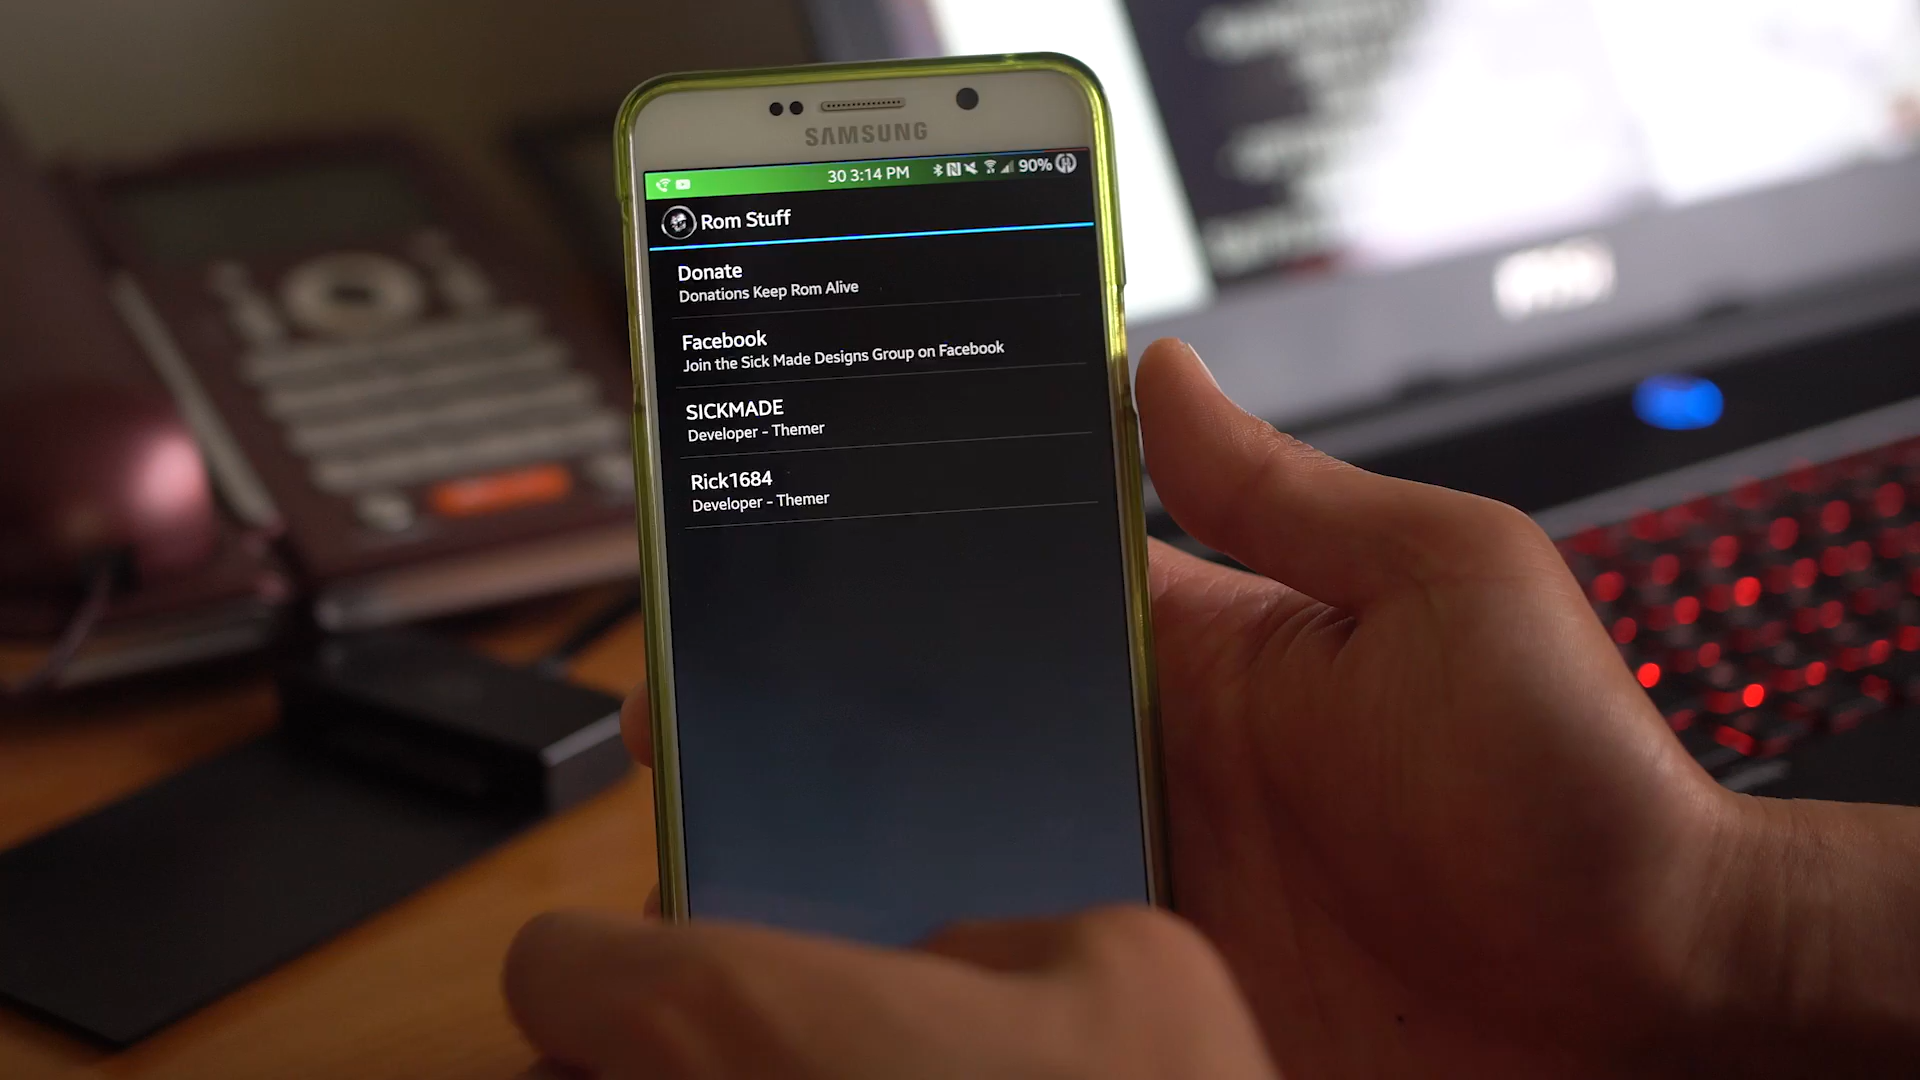 SAMSUNG
30 3:14 PM 90%
Rom Stuff
Donate
Donations Keep Rom Alive
Facebook
Join the Sick Made Designs Group on Facebook
SICKMADE
Developer - Themer
Rick1684
Developer - Themer